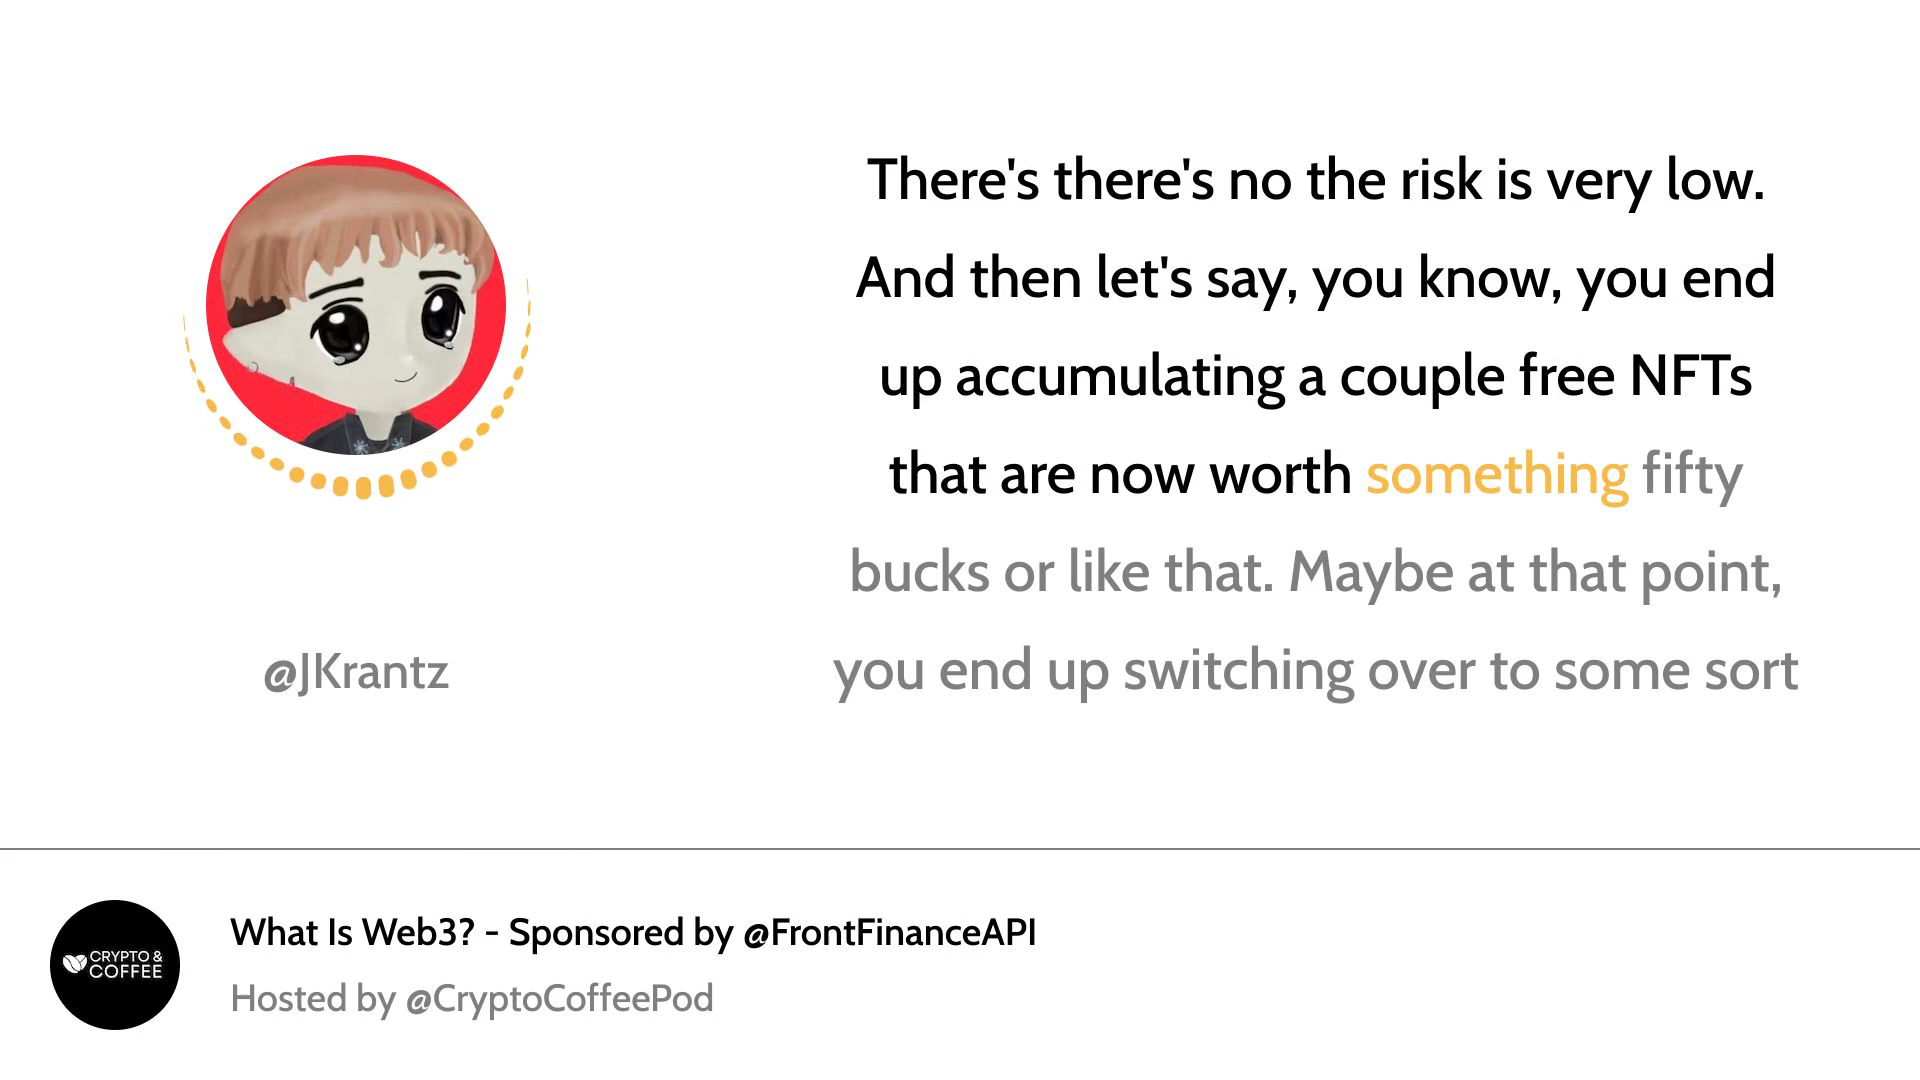 There's there's no the risk is very low.
And then let's say, you know, you end
up accumulating a couple free NFTs
that are now worth something fifty
bucks or like that. Maybe at that point,
you end up switching over to some sort
@JKrantz
CRYPTO &
COFFEE
What Is Web3? - Sponsored by @FrontFinanceAPI
Hosted by @CryptoCoffeePod